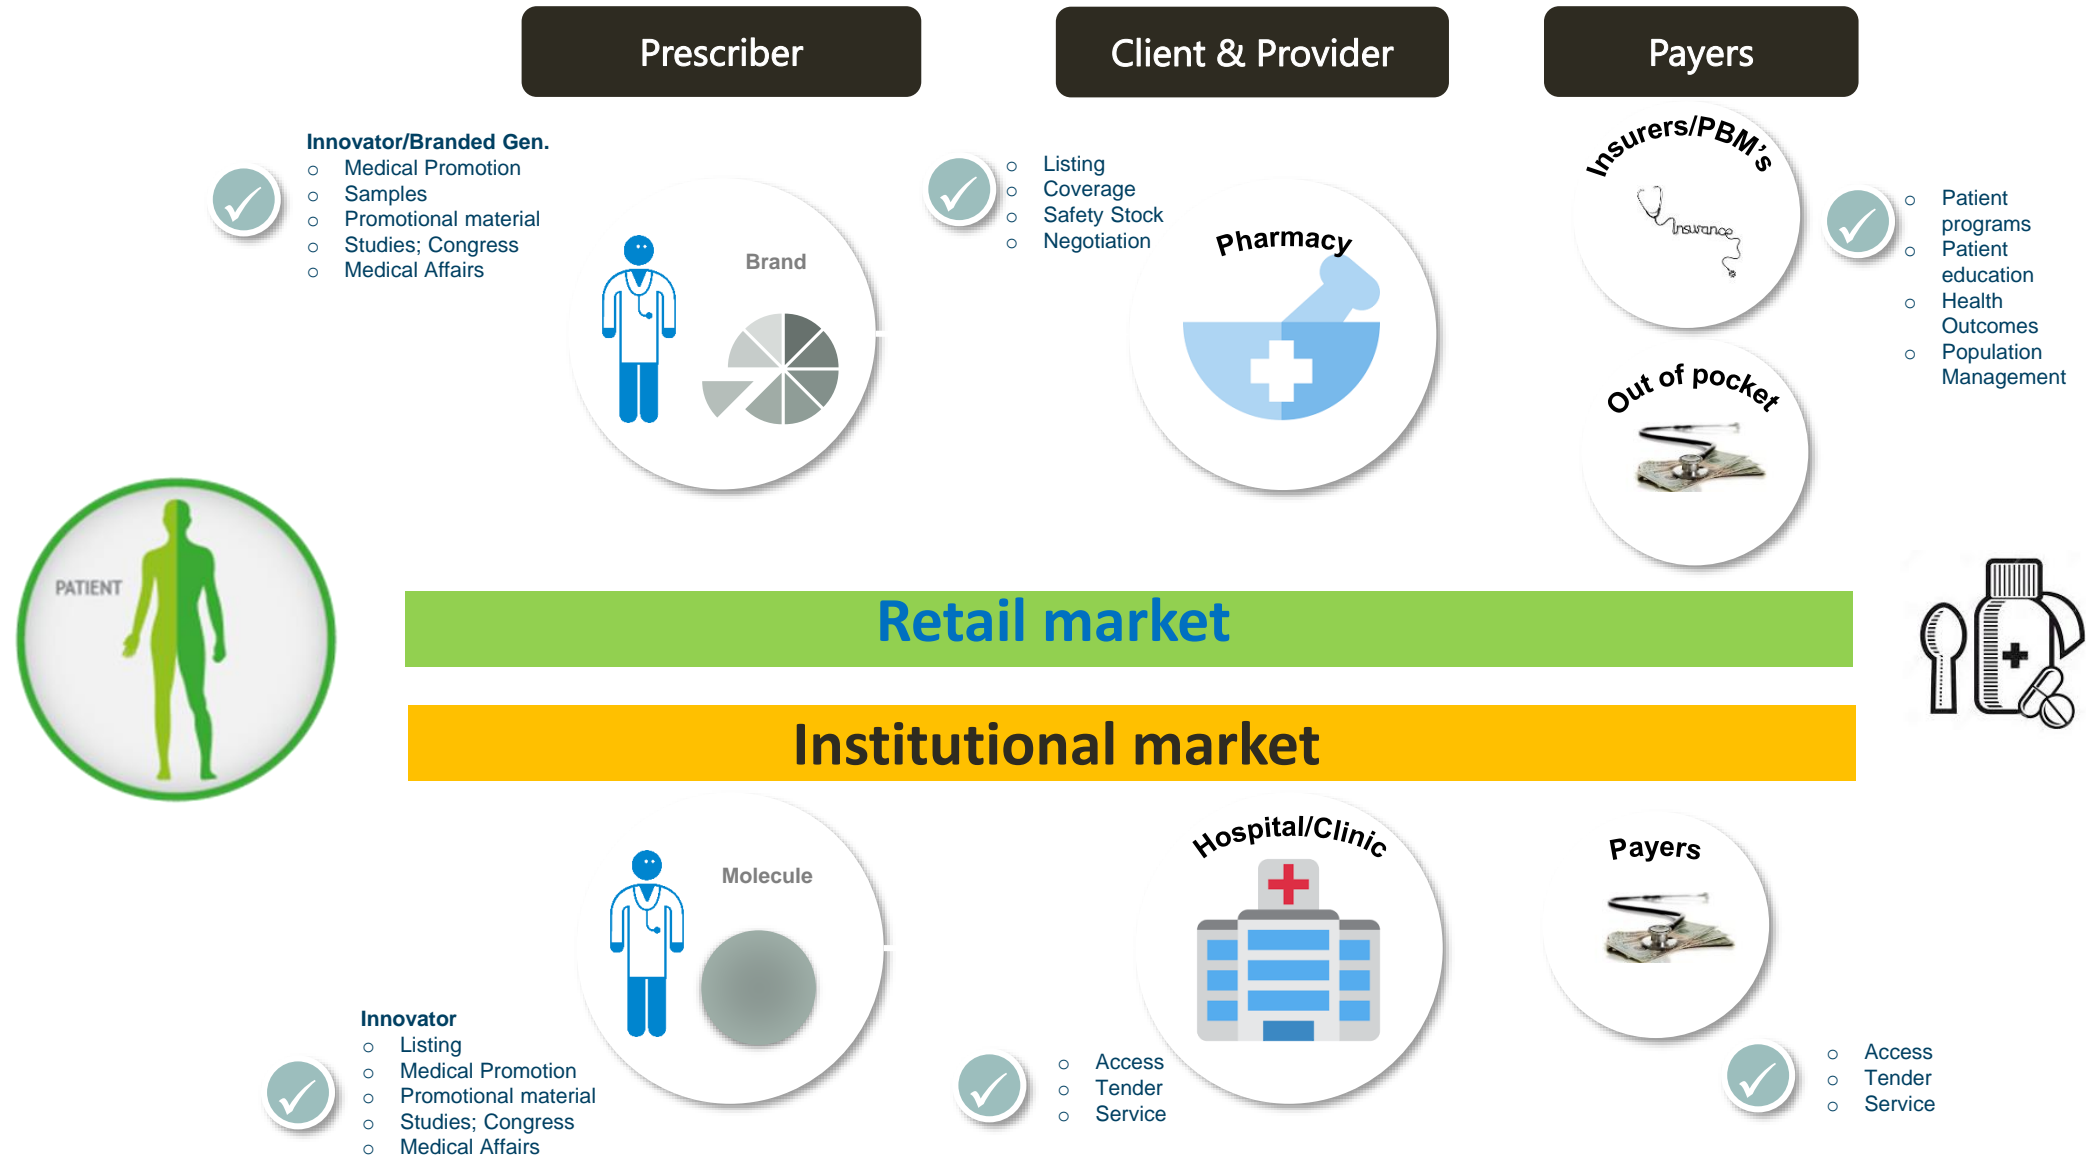 Prescriber
Client & Provider
Payers
Innovator/Branded Gen.
o Medical Promotion
o Samples
o Promotional material
o Studies; Congress
o Medical Affairs
Brand
o Listing
o Coverage
o Safety Stock
o Negotiation
Pharmacy
Insurers/PBM's
Insurance
Out of pocket
o Patient
programs
o Patient
education
o Health
Outcomes
o Population
Management
PATIENT
Retail market
Institutional market
Molecule
Innovator
o Listing
o Medical Promotion
o Promotional material
o Studies; Congress
o Medical Affairs
Hospital/Clinic
o Access
o Tender
o Service
Payers
o Access
o Tender
o Service